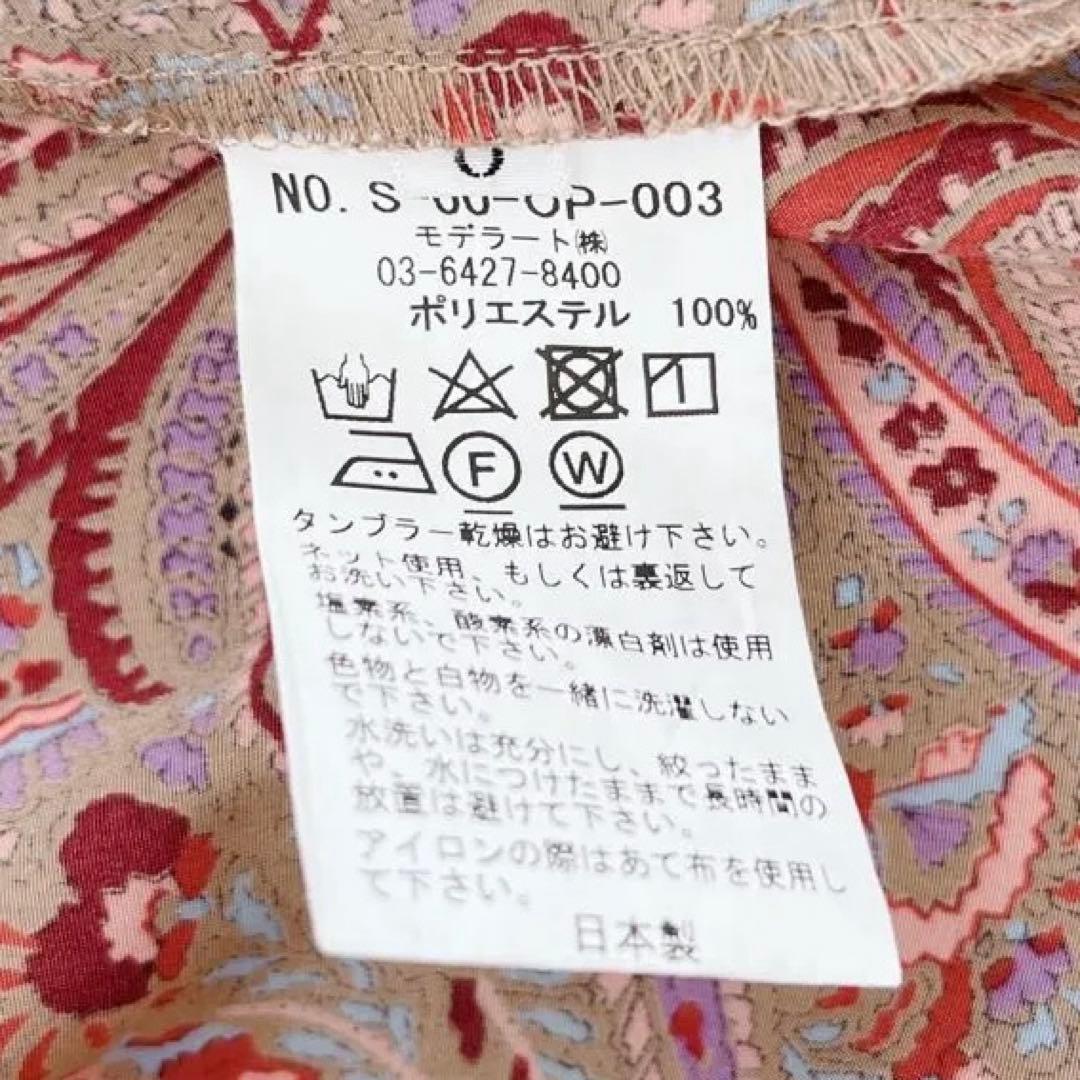 0
NO. S-00-OP-003
モデラート㈱
03-6427-8400
ポリエステル 100%
F W
タンブラー乾燥はお避け下さい。
ネット使用、もしくは裏返して
お洗い下さい。
塩素系、酸素系の漂白剤は使用
しないで下さい。
色物と白物を一緒に洗濯しない
で下さい。
水洗いは充分にし、絞ったまま
や、水につけたままで長時間の
放置は避けて下さい。
アイロンの際はあて布を使用し
て下さい。
日本製